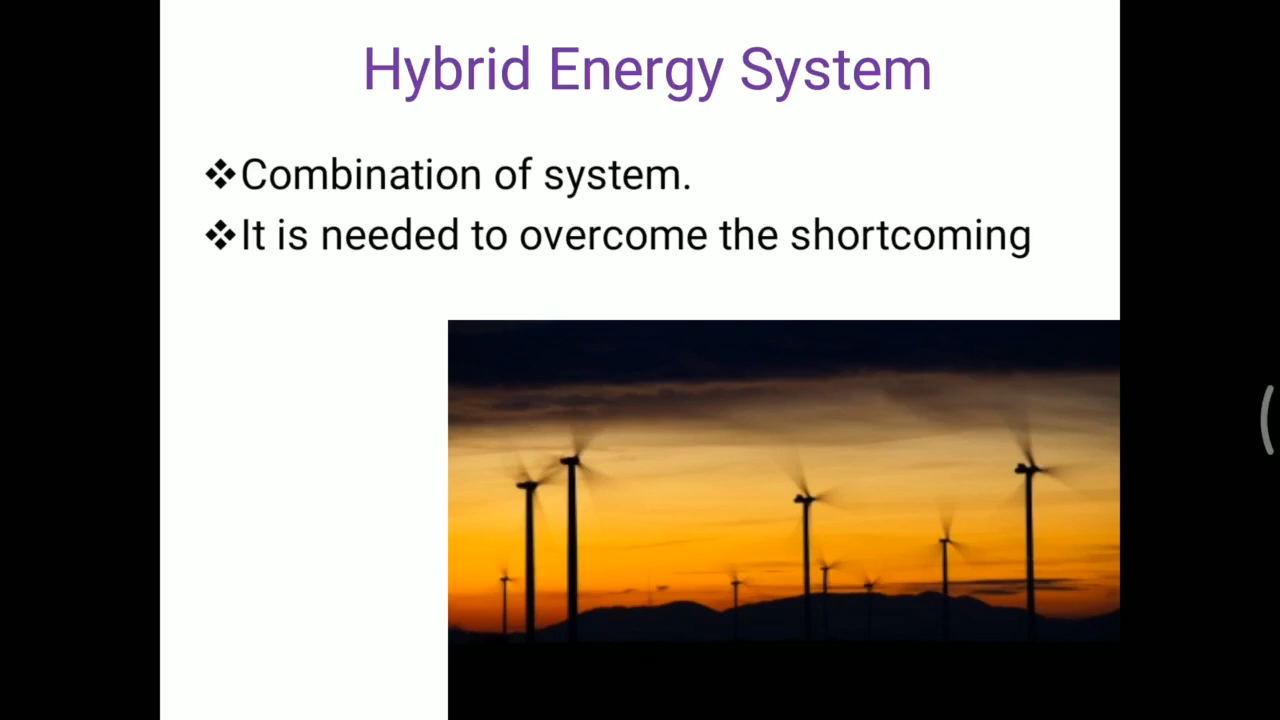 Hybrid Energy System
❖Combination of system.
❖It is needed to overcome the shortcoming